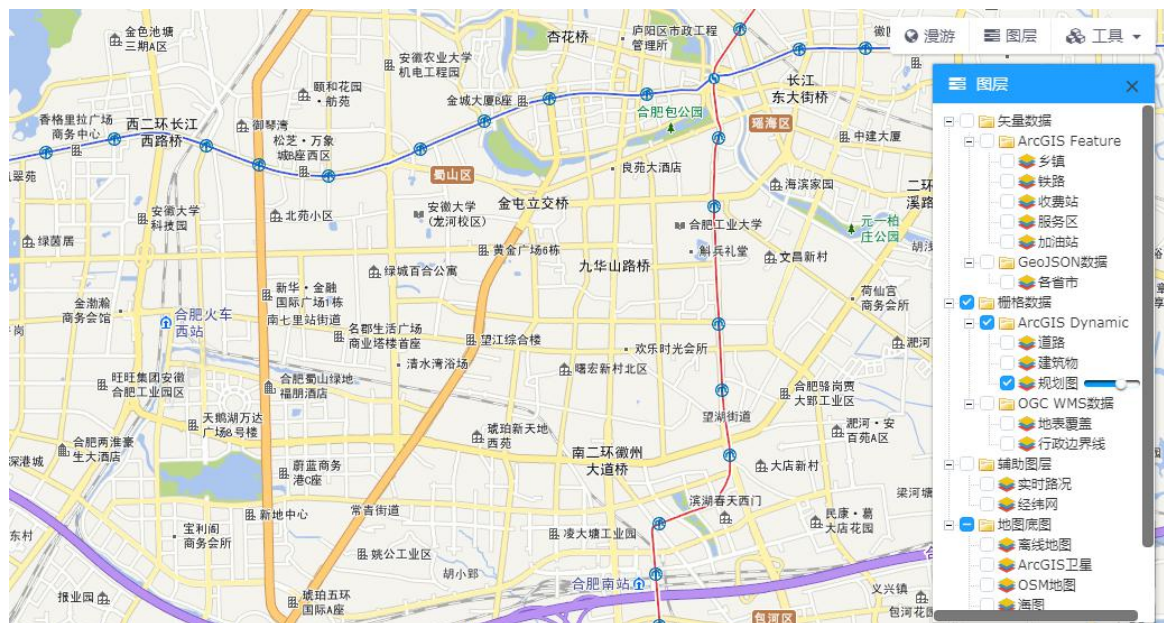 金色池塘
三期A区
安徽农业大学
机电工程园
杏花桥
庐阳区市政工程
管理所
漫游
图层
工具
图层
颐和花园
·舫苑
金城大厦B座
长江
东大街桥
合肥包公园
瑶海区
中建大厦
香格里拉广场
商务中心
西二环长江
西路桥
御琴湾
松芝·万象
城B座西区
蜀山区
良苑大酒店
海滨家园
二环
溪路
翠苑
安徽大学
科技园
北苑小区
安徽大学
(龙河校区)
金屯立交桥
合肥工业大学
元一柏
庄公园
绿茵居
黄金广场6栋
斛兵礼堂
文昌新村
绿城百合公寓
九华山路桥
金渤瀚
商务会馆
合肥火车
西站
新华·金融
国际广场1栋
南七里站街道
名郡生活广场
商业塔楼首座
望江综合楼
荷仙宫
商务会所
岗
清水湾浴场
欢乐时光会所
曙宏新村北区
旺旺集团安徽
合肥工业园区
合肥蜀山绿地
福朋酒店
合肥骆岗贾
大郢工业区
天鹅湖万达
广场8号楼
琥珀新天地
西苑
望湖街道
淝河·安
百苑A区
合肥两淮豪
生大酒店
深港城
蔚蓝商务
港C座
南二环徽州
大道桥
大店新村
梁河塘
滨湖春天西门
新地中心
常青街道
东村
宝利阁
商务会所
凌大塘工业园
民康·葛
大店花园
姚公工业区
胡小郢
合肥南站
义兴镇
报业园
琥珀五环
国际A座
包河区
包河花园
矢量数据
ArcGIS Feature
乡镇
铁路
收费站
服务区
加油站
GeoJSON数据
各省市
栅格数据
ArcGIS Dynamic
道路
建筑物
规划图
OGC WMS数据
地表覆盖
行政边界线
辅助图层
实时路况
经纬网
地图底图
离线地图
ArcGIS卫星
OSM地图
海图